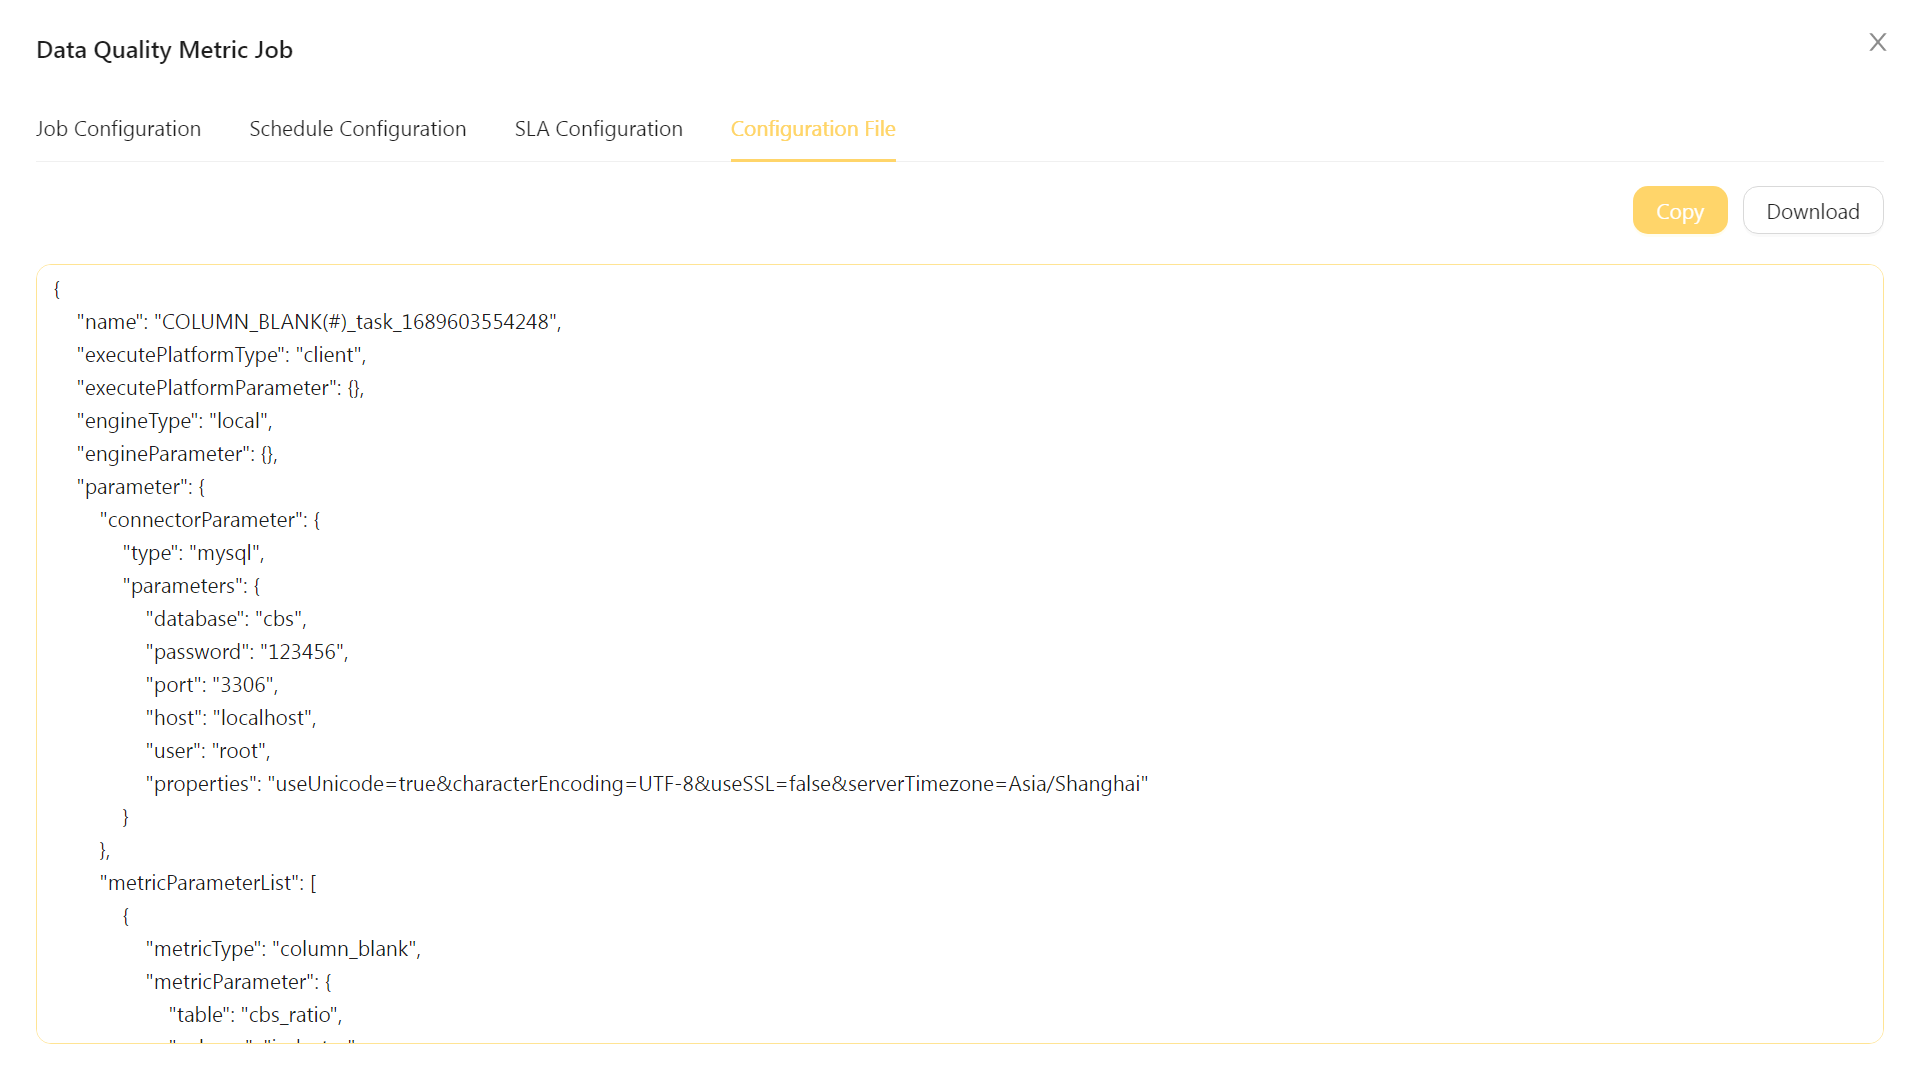 Data Quality Metric Job
Job Configuration
Schedule Configuration
SLA Configuration
Configuration File
Copy
Download
{
"name": "COLUMN_BLANK(#)_task_1689603554248",
"executePlatformType": "client",
"executePlatformParameter": {},
"engineType": "local",
"engineParameter": {},
"parameter": {
"connectorParameter": {
"type": "mysql",
"parameters": {
"database": "cbs",
"password": "123456",
"port": "3306",
"host": "localhost",
"user": "root",
"properties": "useUnicode=true&characterEncoding=UTF-8&useSSL=false&serverTimezone=Asia/Shanghai"
}
},
"metricParameterList": [
{
"metricType": "column_blank",
"metricParameter": {
"table": "cbs_ratio",